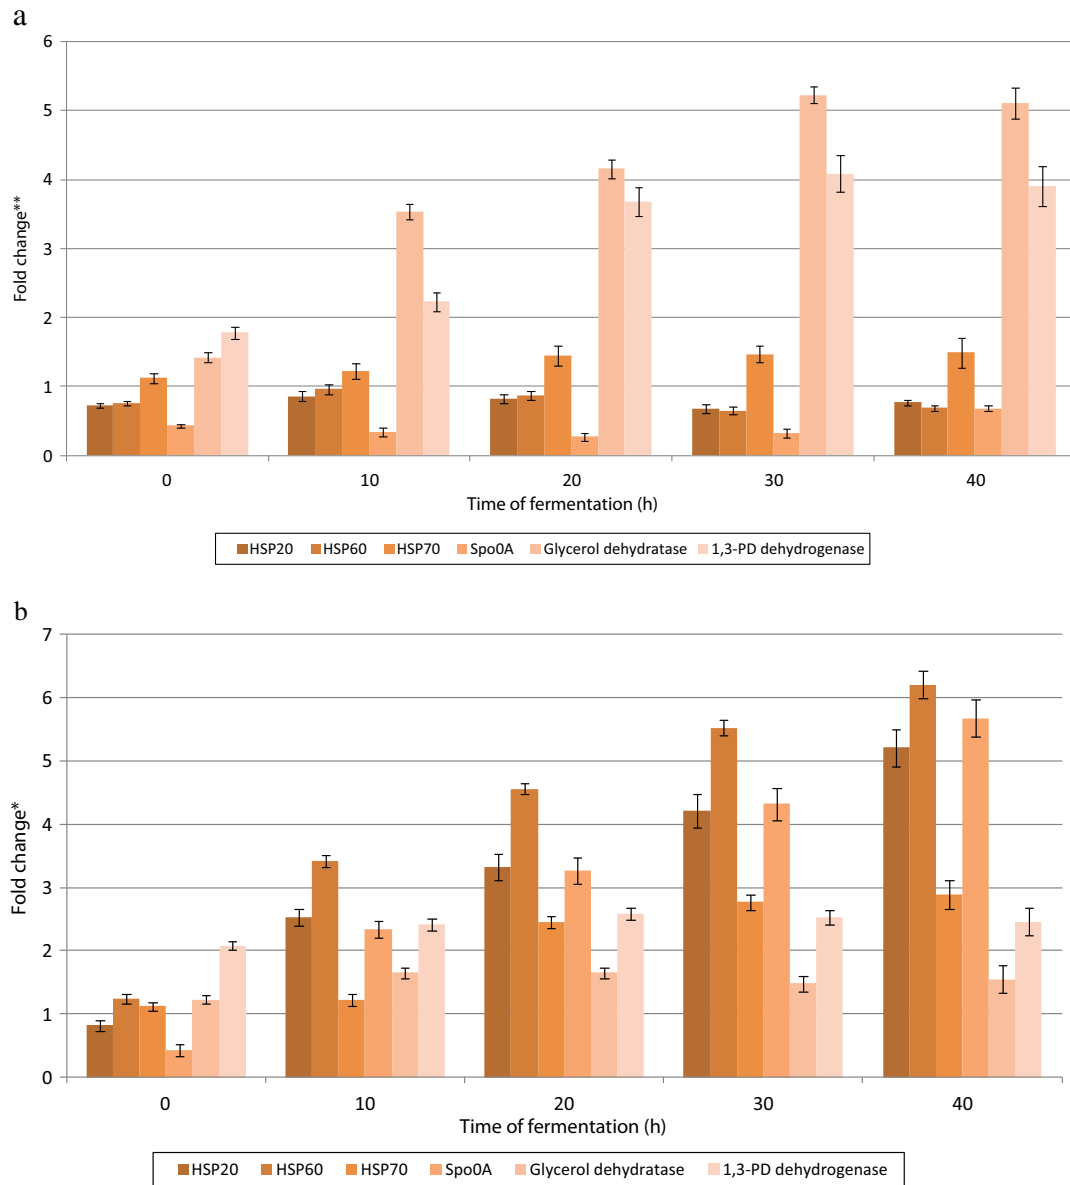 a
6
5
4
3
2
1
0
Fold change**
0 10 20 30 40
Time of fermentation (h)
HSP20 HSP60 HSP70 Spo0A Glycerol dehydratase 1,3-PD dehydrogenase
b
7
6
5
4
3
2
1
0
Fold change*
0 10 20 30 40
Time of fermentation (h)
HSP20 HSP60 HSP70 Spo0A Glycerol dehydratase 1,3-PD dehydrogenase